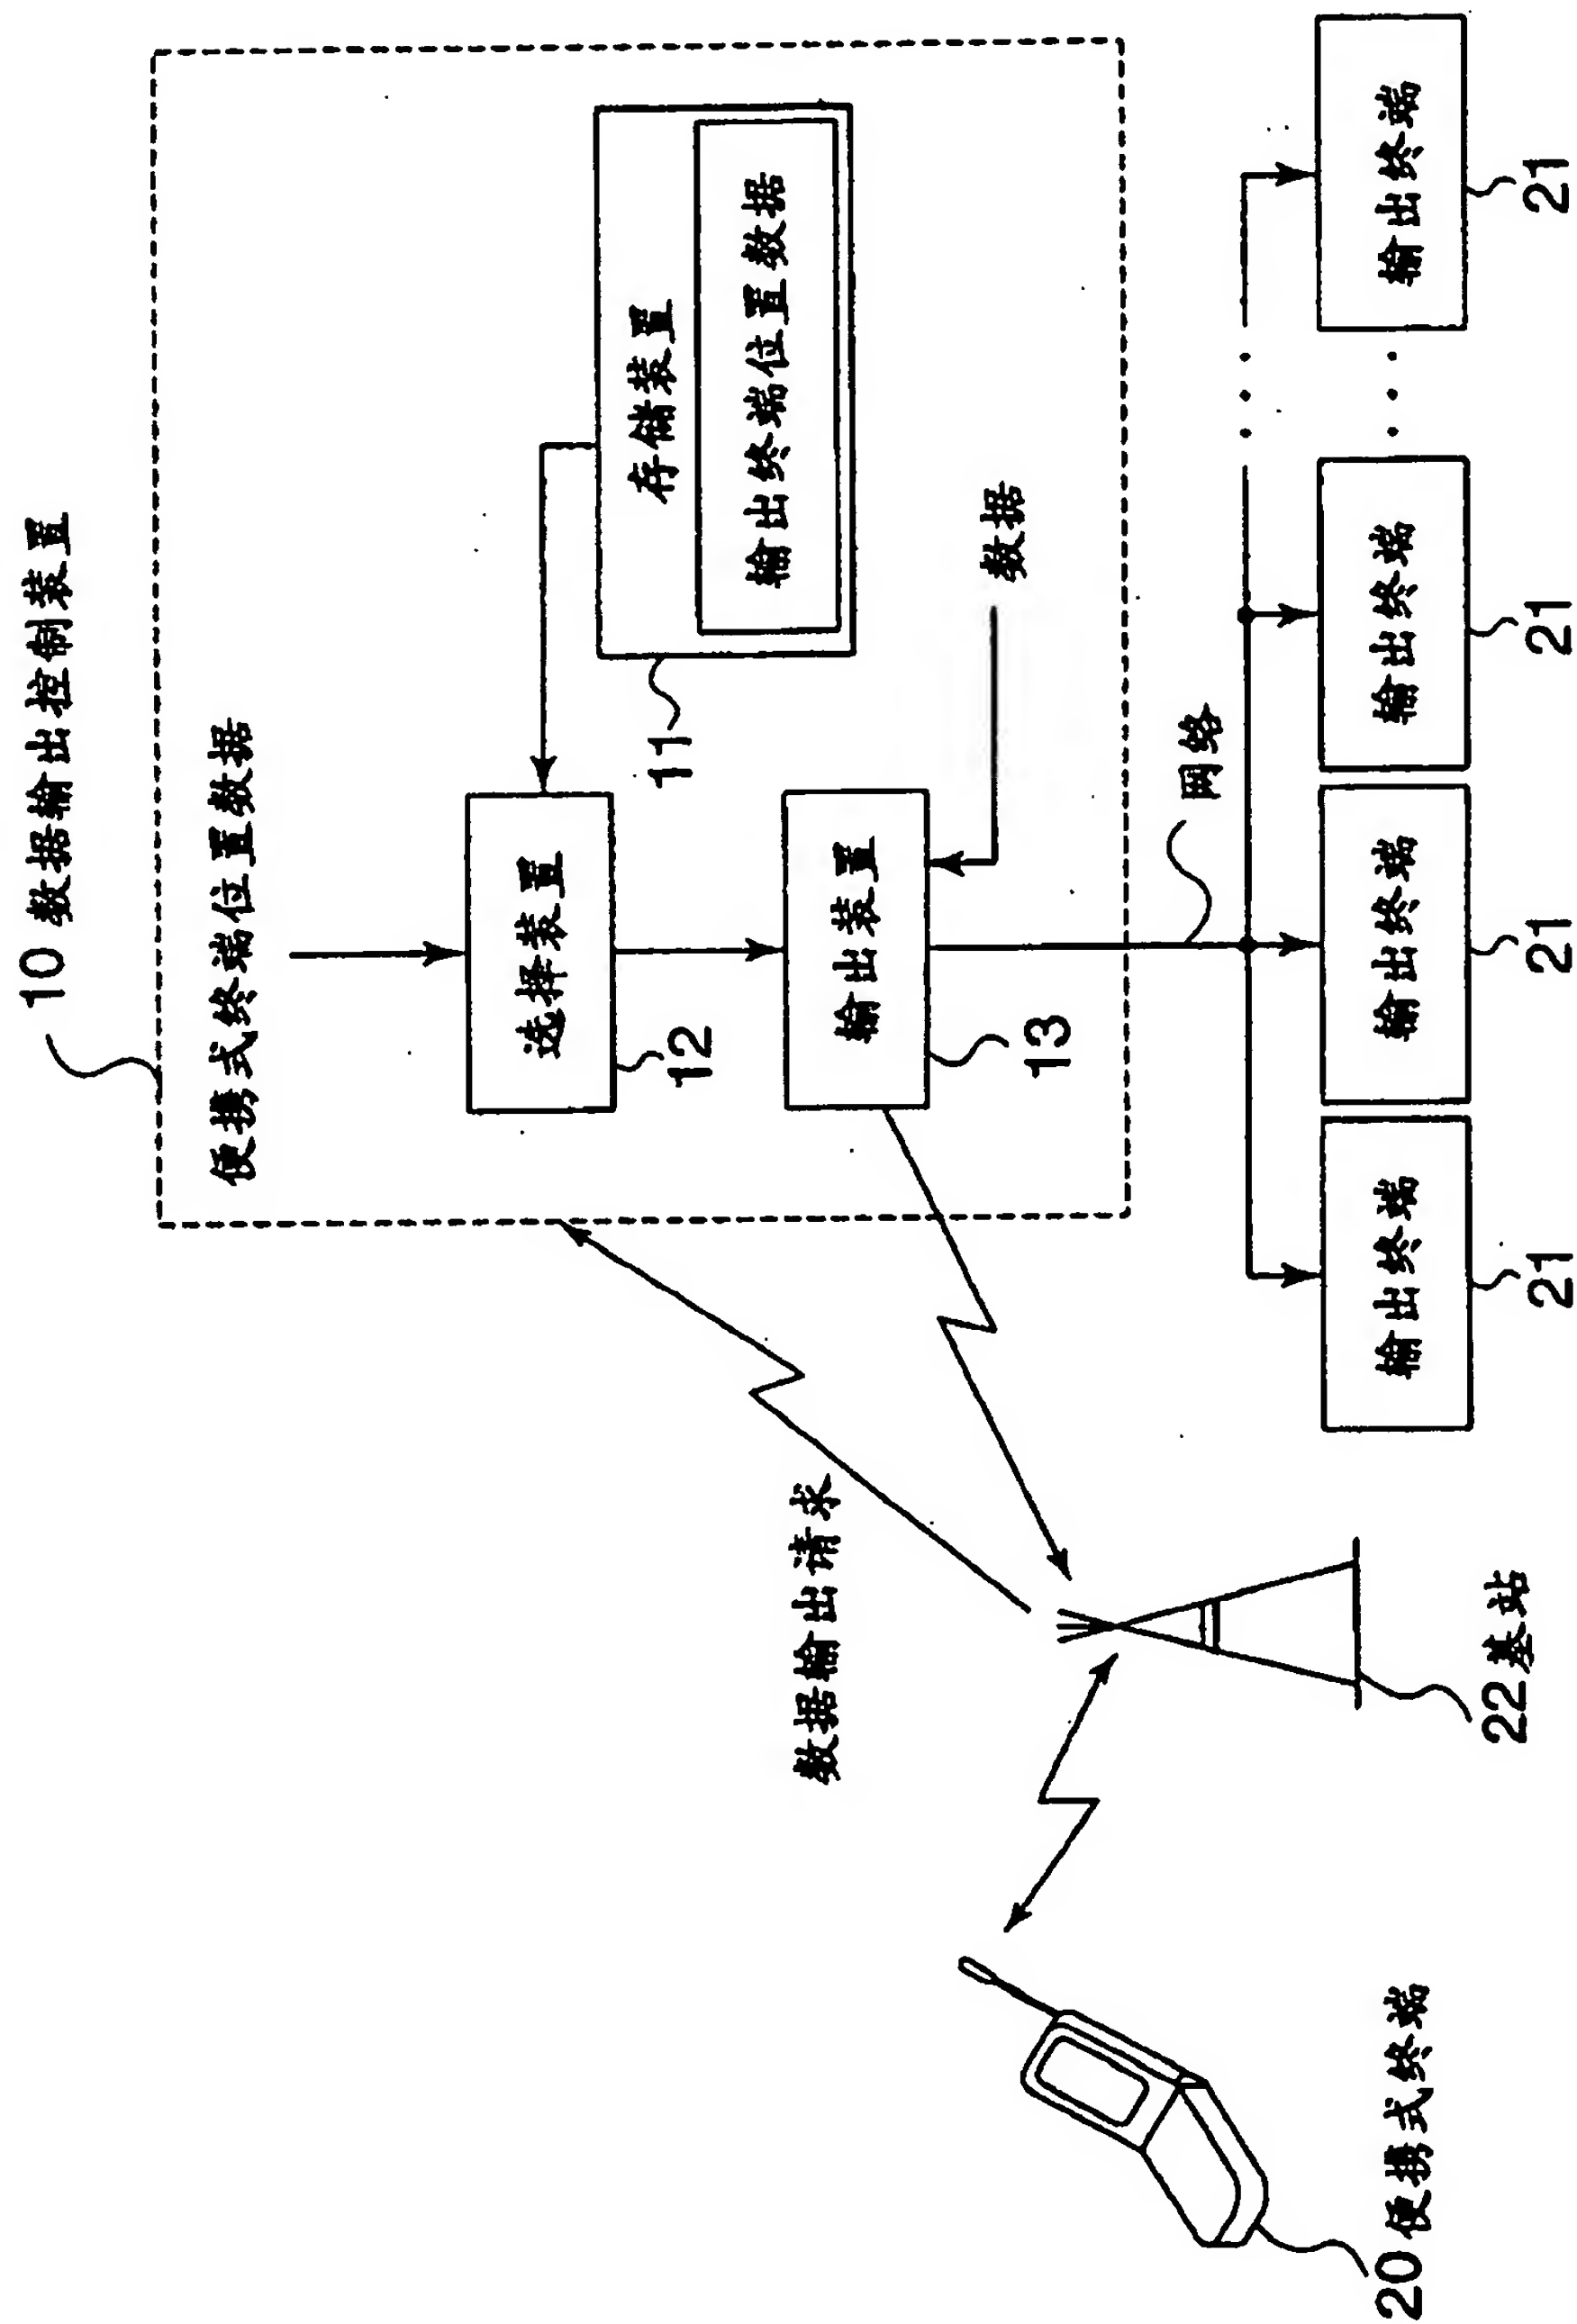 10 数据输出控制装置
便携式终端位置数据
选择装置
12
存储装置
输出终端位置数据
11
输出装置
13
数据
数据输出请求
网络
输出终端
21
输出终端
21
输出终端
21
输出终端
21
22 基站
20 便携式终端